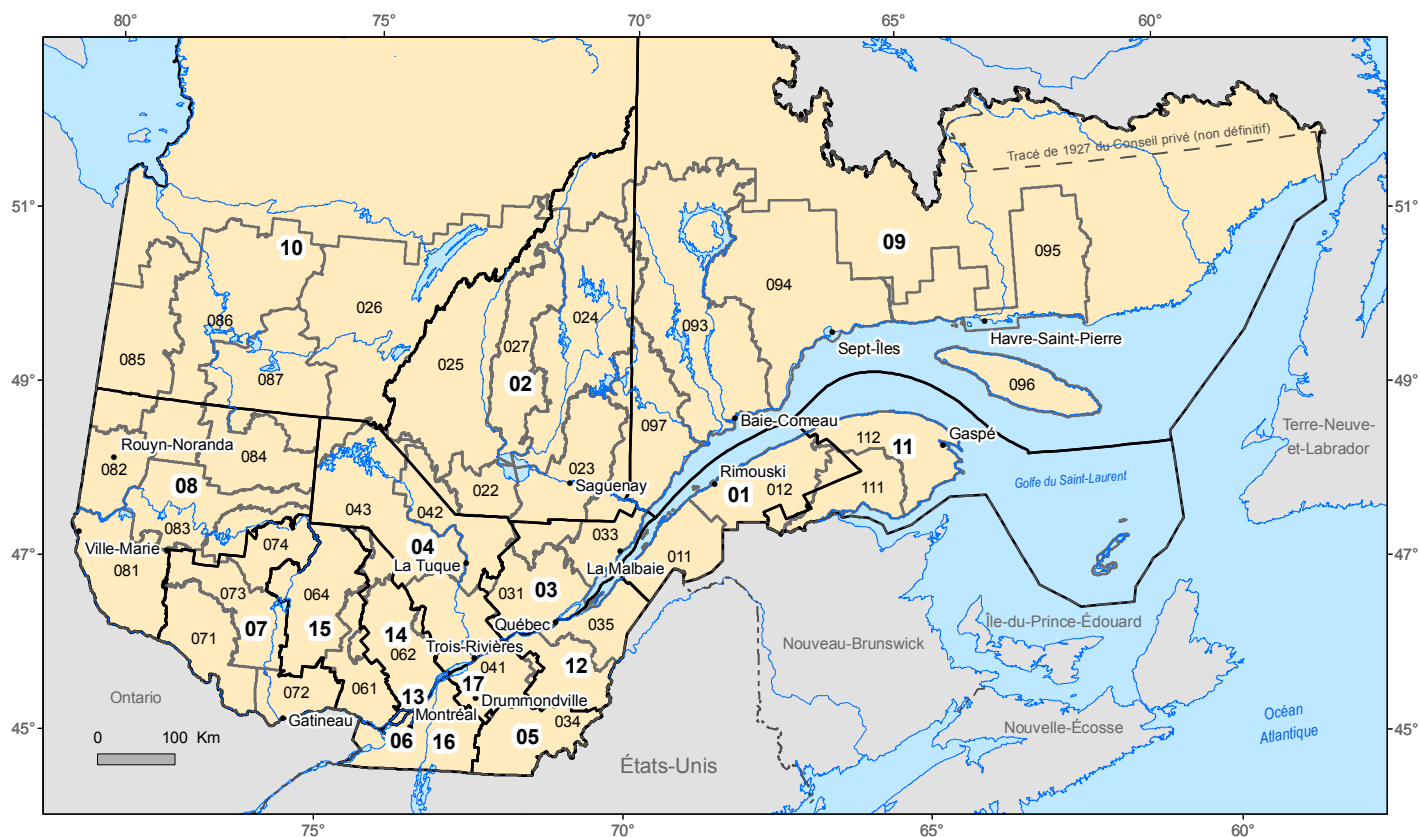 80°
75°
70°
65°
60°
Tracé de 1927 du Conseil privé (non définitif)
51°
51°
10
09
095
094
026
024
086
093
027
025
085
087
02
Sept-Îles
Havre-Saint-Pierre
49°
49°
096
097
Baie-Comeau
Terre-Neuve-
et-Labrador
Rouyn-Noranda
082
084
112
11
Gaspé
023
Rimouski
08
022
Saguenay
01
012
111
Golfe du Saint-Laurent
043
042
083
033
47°
47°
Ville-Marie
074
04
011
081
La Tuque
La Malbaie
073
064
031
03
07
15
14
Québec
035
Île-du-Prince-Édouard
071
062
Trois-Rivières
Nouveau-Brunswick
041
12
061
17
Ontario
072
13
Drummondville
Gatineau
Montréal
034
45°
45°
06
16
05
Nouvelle-Écosse
Océan
Atlantique
0
100 Km
États-Unis
75°
70°
65°
60°